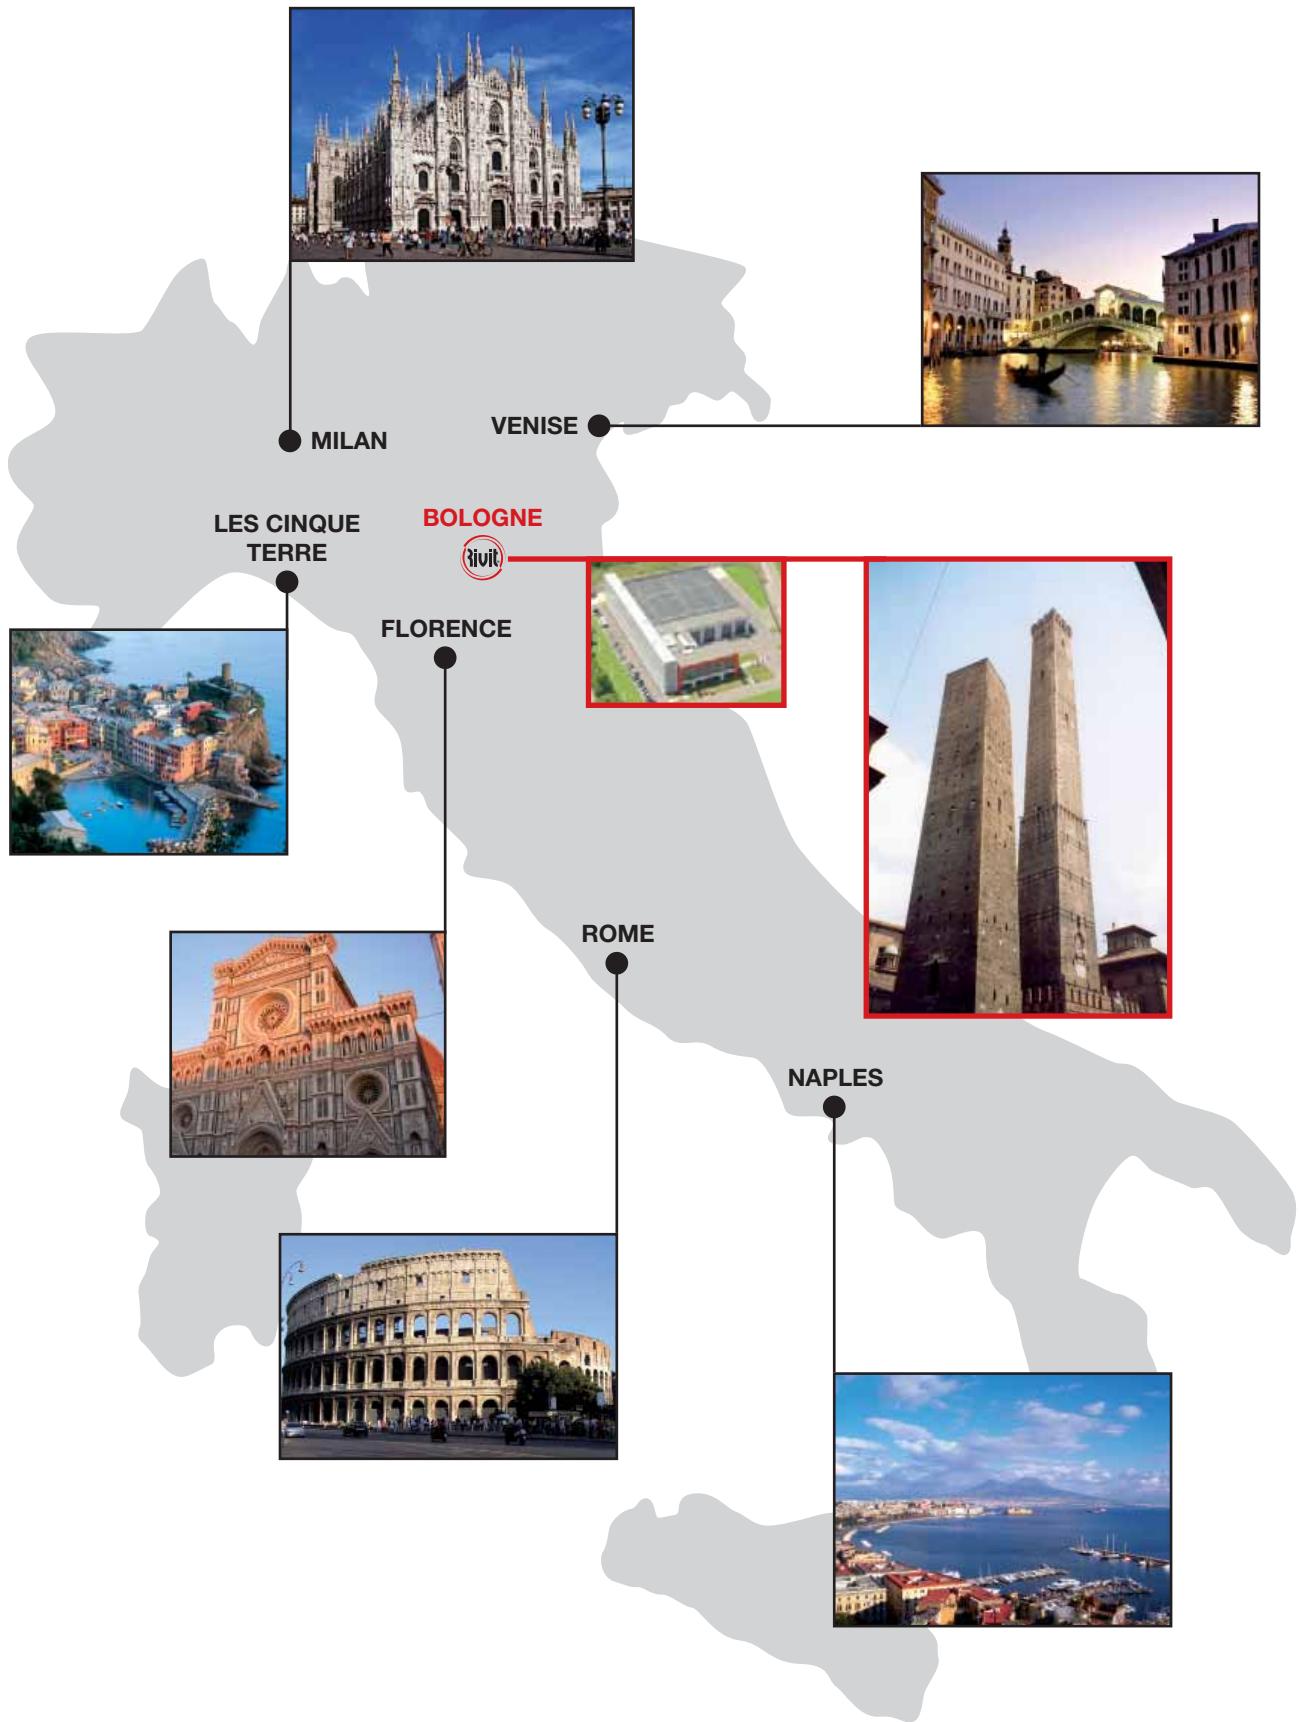 MILAN
VENISE
LES CINQUE
TERRE
BOLOGNE
Rivit
FLORENCE
ROME
NAPLES